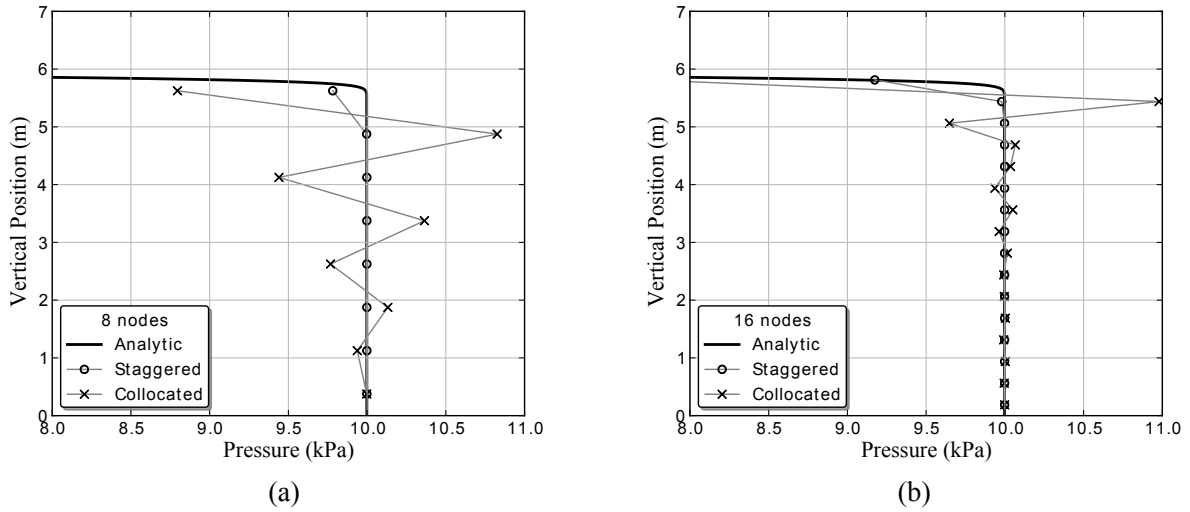 7
6
5
4
3
2
1
0
Vertical Position (m)
8.0 8.5 9.0 9.5 10.0 10.5 11.0
Pressure (kPa)
8 nodes
Analytic
Staggered
Collocated
(a)
7
6
5
4
3
2
1
0
Vertical Position (m)
8.0 8.5 9.0 9.5 10.0 10.5 11.0
Pressure (kPa)
16 nodes
Analytic
Staggered
Collocated
(b)